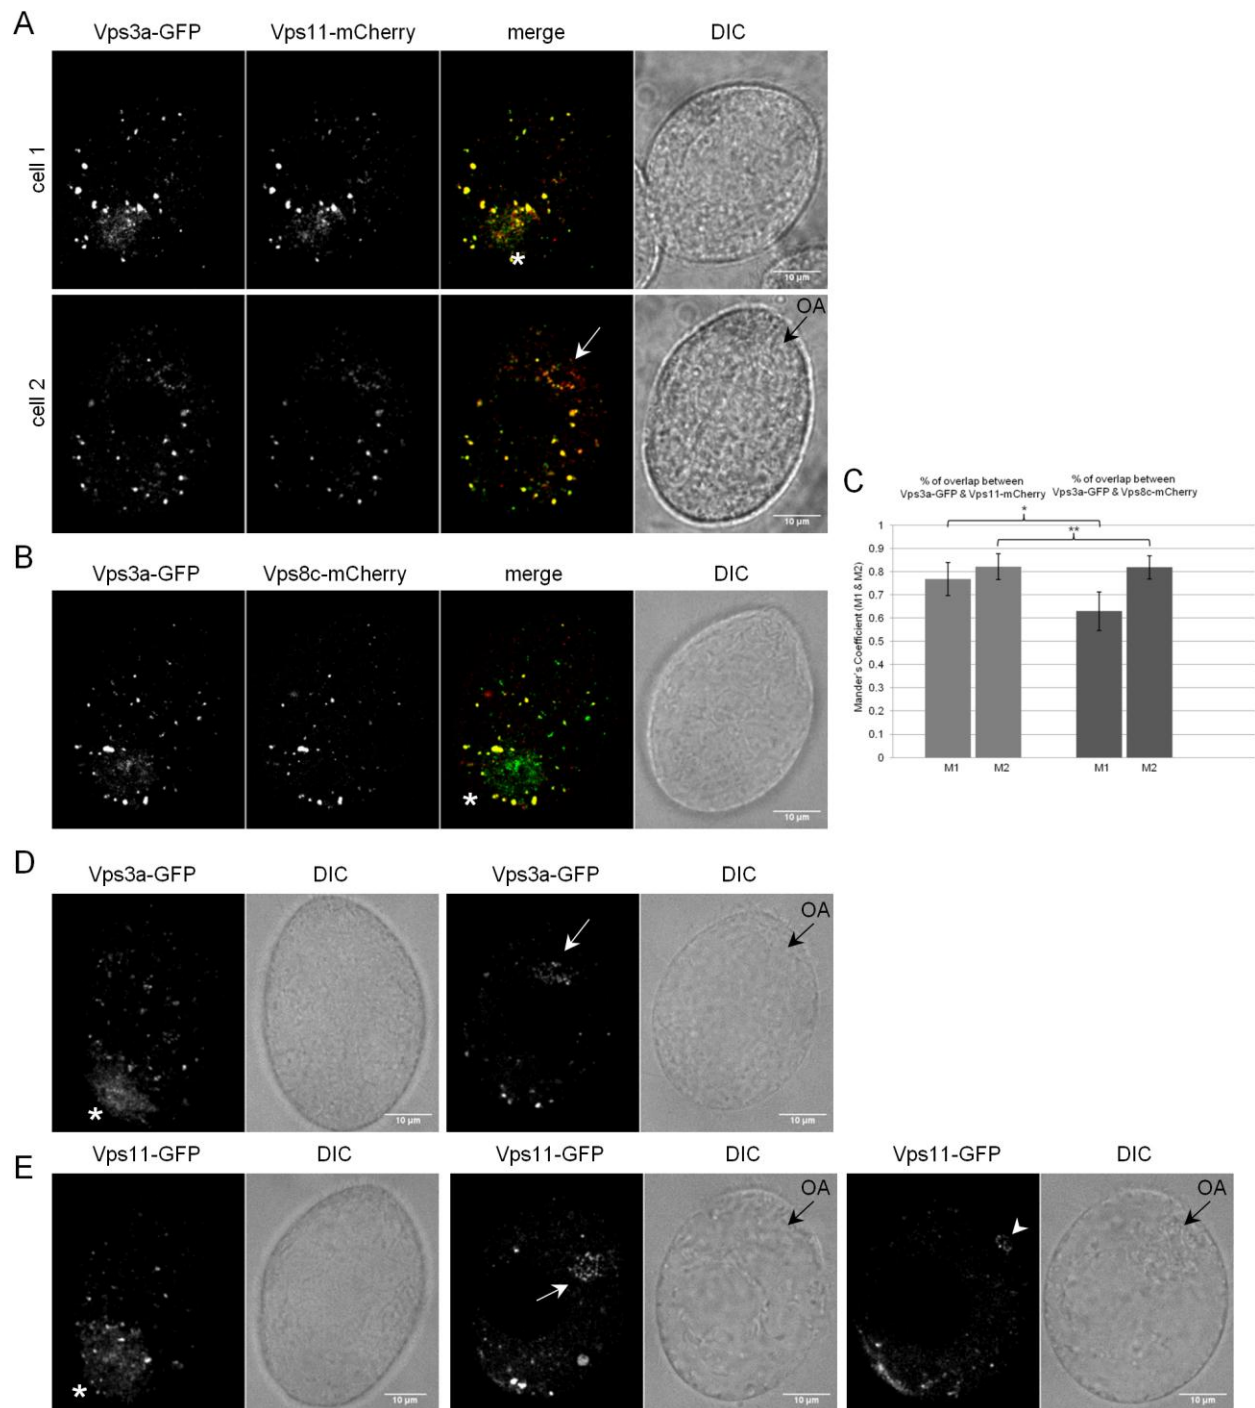 A
Vps3a-GFP Vps11-mCherry merge DIC
cell 1
*
10 µm
cell 2
OA
10 µm
B
Vps3a-GFP Vps8c-mCherry merge DIC
*
10 µm
C
% of overlap between
Vps3a-GFP & Vps11-mCherry
% of overlap between
Vps3a-GFP & Vps8c-mCherry
Mander's Coefficient (M1 & M2)
1
0.9
0.8
0.7
0.6
0.5
0.4
0.3
0.2
0.1
0
*
**
M1 M2 M1 M2
D
Vps3a-GFP DIC Vps3a-GFP DIC
OA
*
10 µm
10 µm
E
Vps11-GFP DIC Vps11-GFP DIC Vps11-GFP DIC
OA
OA
*
10 µm
10 µm
10 µm